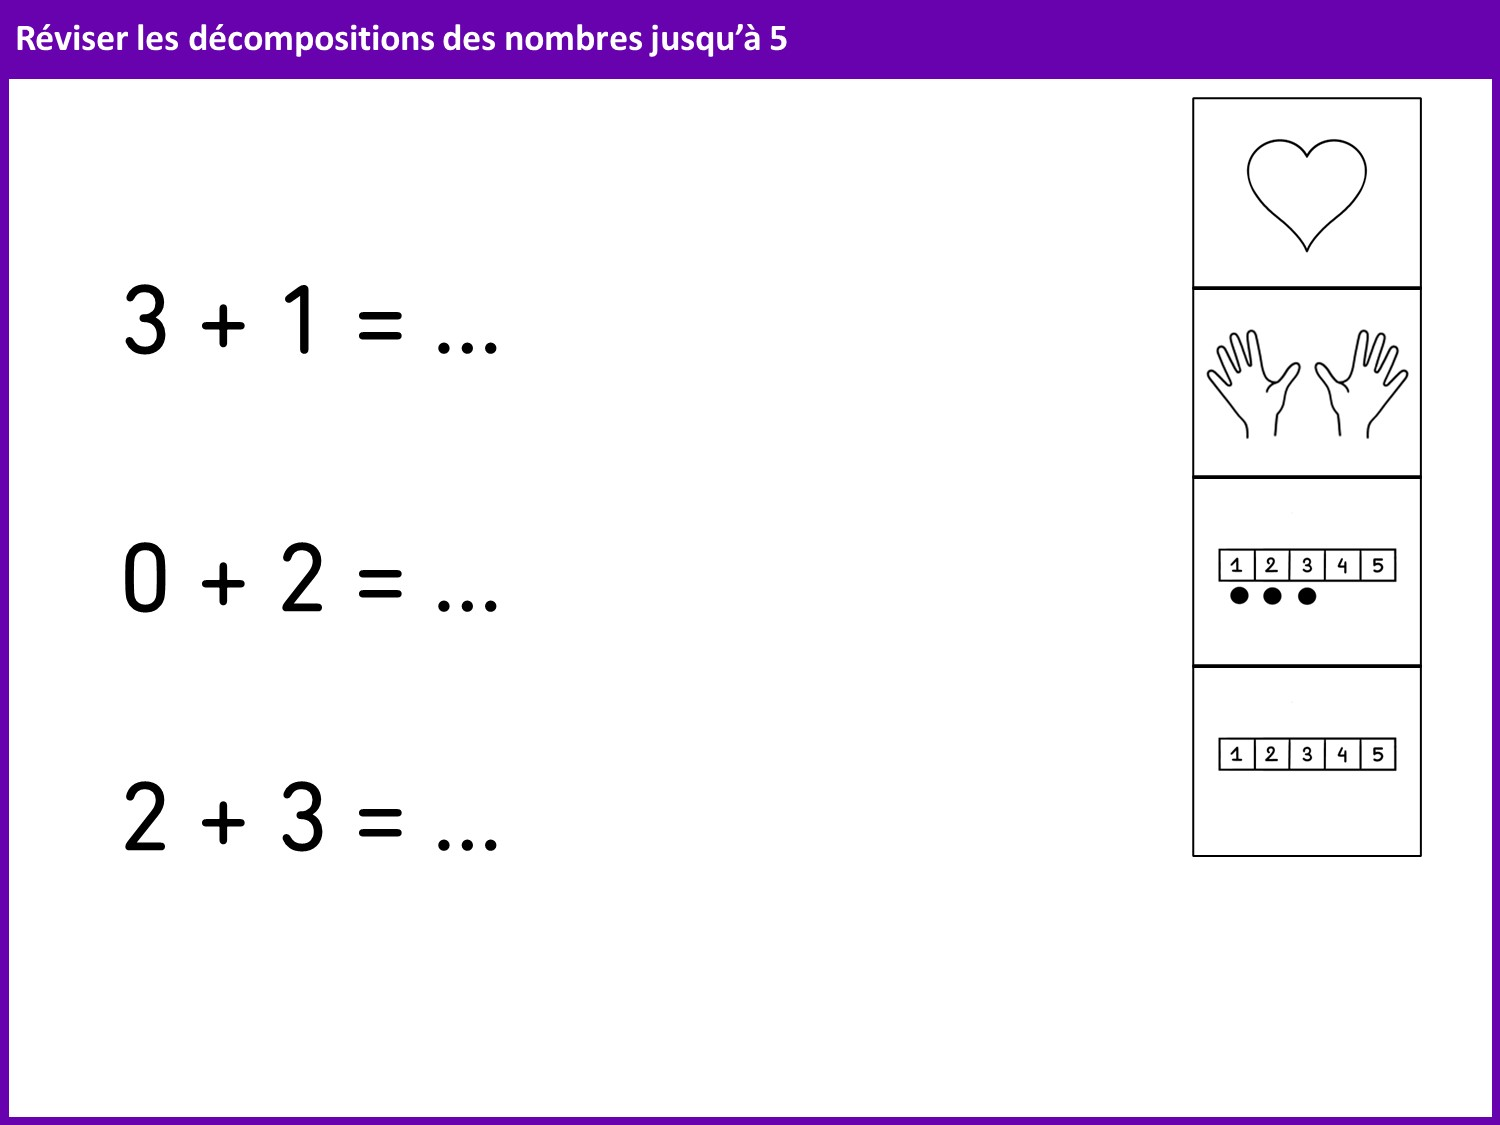 Réviser les décompositions des nombres jusqu’à 5
3 + 1 = ...
0 + 2 = ...
2 + 3 = ...
1 2 3 4 5
1 2 3 4 5